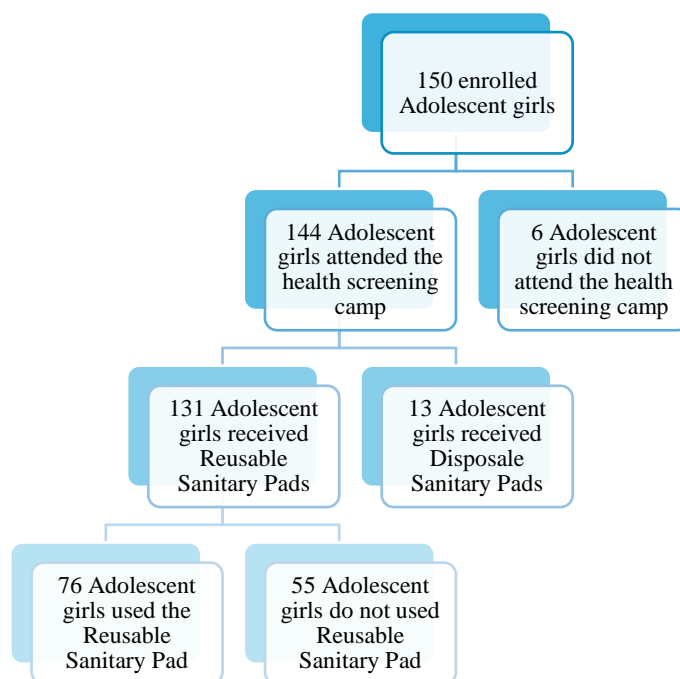 150 enrolled
Adolescent girls
144 Adolescent
girls attended the
health screening
camp
6 Adolescent
girls did not
attend the health
screening camp
131 Adolescent
girls received
Reusable
Sanitary Pads
13 Adolescent
girls received
Disposale
Sanitary Pads
76 Adolescent
girls used the
Reusable
Sanitary Pad
55 Adolescent
girls do not used
Reusable
Sanitary Pad